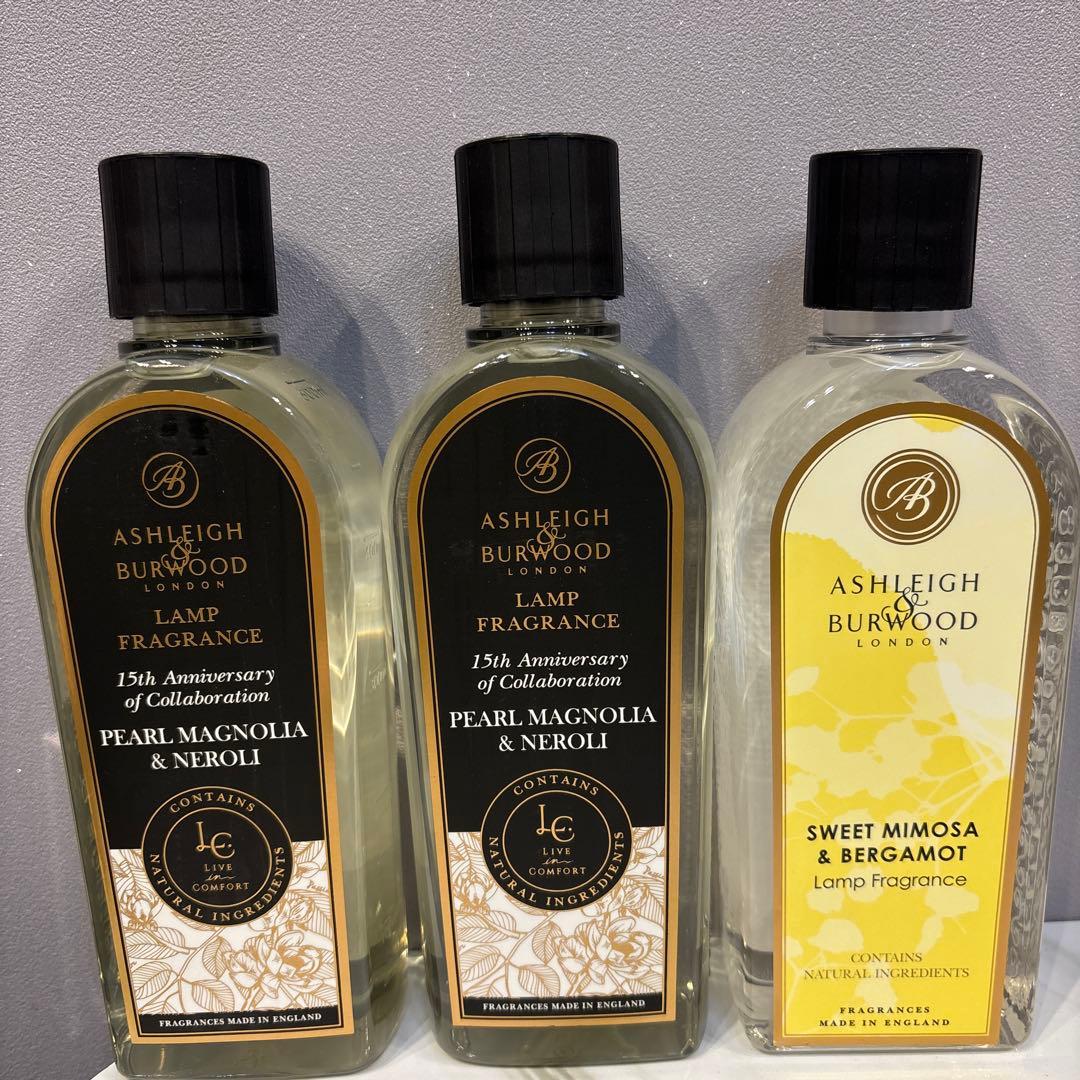 AB
ASHLEIGH
&
BURWOOD
LONDON
LAMP
FRAGRANCE
15th Anniversary
of Collaboration
PEARL MAGNOLIA
& NEROLI
CONTAINS
L.C.
LIVE
in
COMFORT
NATURAL INGREDIENTS
FRAGRANCES MADE IN ENGLAND
AB
ASHLEIGH
&
BURWOOD
LONDON
LAMP
FRAGRANCE
15th Anniversary
of Collaboration
PEARL MAGNOLIA
& NEROLI
CONTAINS
L.C.
LIVE
in
COMFORT
NATURAL INGREDIENTS
FRAGRANCES MADE IN ENGLAND
AB
ASHLEIGH
&
BURWOOD
LONDON
SWEET MIMOSA
& BERGAMOT
Lamp Fragrance
CONTAINS
NATURAL INGREDIENTS
FRAGRANCES
MADE IN ENGLAND